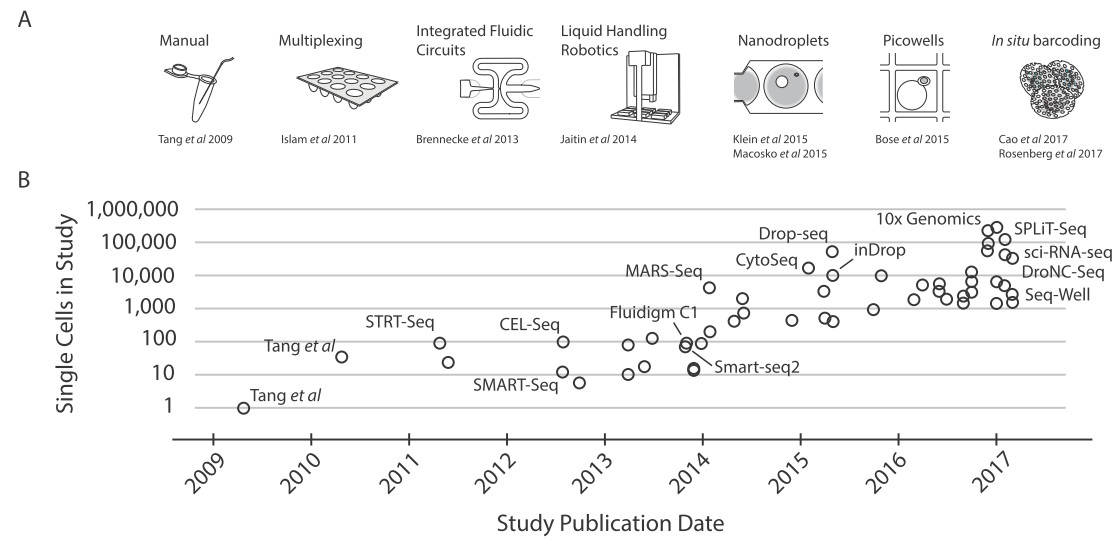 A
Manual
Multiplexing
Integrated Fluidic
Circuits
Liquid Handling
Robotics
Nanodroplets
Picowells
In situ barcoding
Tang et al 2009
Islam et al 2011
Brennecke et al 2013
Jaitin et al 2014
Klein et al 2015
Macosko et al 2015
Bose et al 2015
Cao et al 2017
Rosenberg et al 2017
B
Single Cells in Study
1,000,000
100,000
10,000
1,000
100
10
1
Tang et al
Tang et al
STRT-Seq
CEL-Seq
SMART-Seq
Fluidigm C1
Smart-seq2
MARS-Seq
CytoSeq
Drop-seq
inDrop
10x Genomics
SPLiT-Seq
sci-RNA-seq
DroNC-Seq
Seq-Well
2009
2010
2011
2012
2013
2014
2015
2016
2017
Study Publication Date